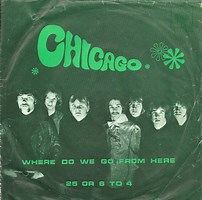 CHICAGO
WHERE DO WE GO FROM HERE
25 OR 6 TO 4